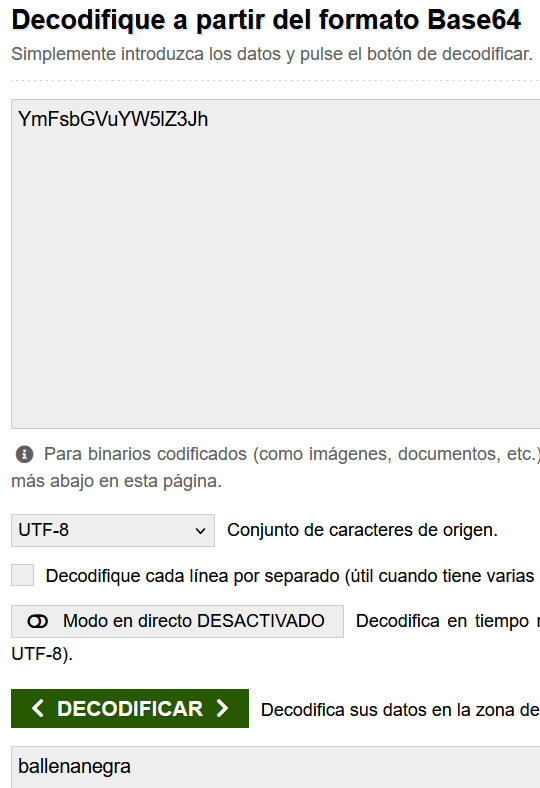 Decodifique a partir del formato Base64
Simplemente introduzca los datos y pulse el botón de decodificar.
YmFsbGVuYW5lZ3Jh
Para binarios codificados (como imágenes, documentos, etc.)
más abajo en esta página.
UTF-8 Conjunto de caracteres de origen.
Decodifique cada línea por separado (útil cuando tiene varias
Modo en directo DESACTIVADO Decodifica en tiempo
UTF-8).
DECODIFICAR Decodifica sus datos en la zona de
ballenanegra